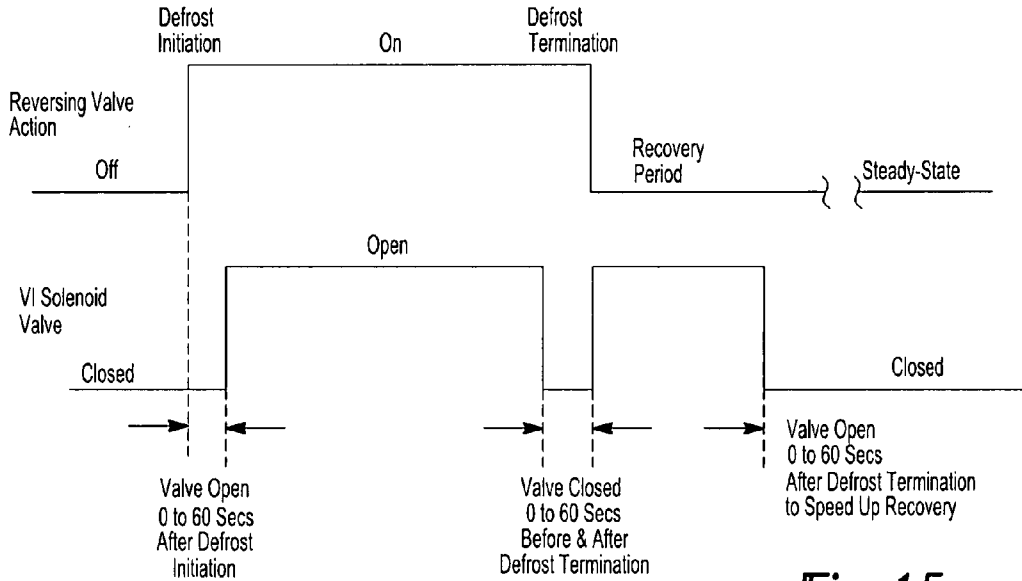 Defrost
Initiation
On
Defrost
Termination
Reversing Valve
Action
Off
Recovery
Period
Steady-State
Open
VI Solenoid
Valve
Closed
Closed
Valve Open
0 to 60 Secs
After Defrost
Initiation
Valve Closed
0 to 60 Secs
Before & After
Defrost Termination
Valve Open
0 to 60 Secs
After Defrost Termination
to Speed Up Recovery